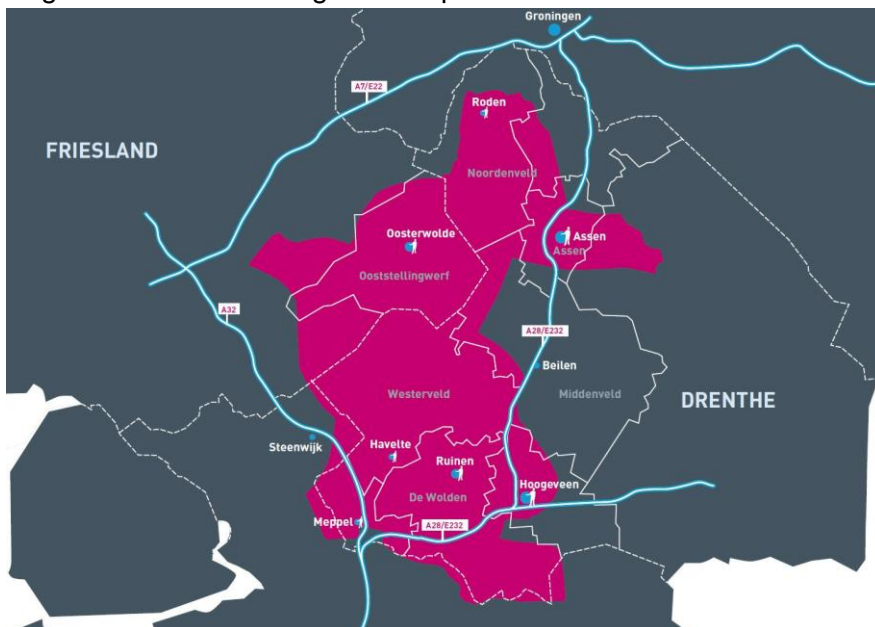 Groningen
A7/E22
Roden
FRIESLAND
Noordenveld
Oosterwolde
Assen
Assen
Ooststellingwerf
A32
A28/E232
Beilen
Westerveld
Middenveld
DRENTHE
Steenwijk
Havelte
Ruinen
Hoogeveen
De Wolden
Meppel
A28/E232